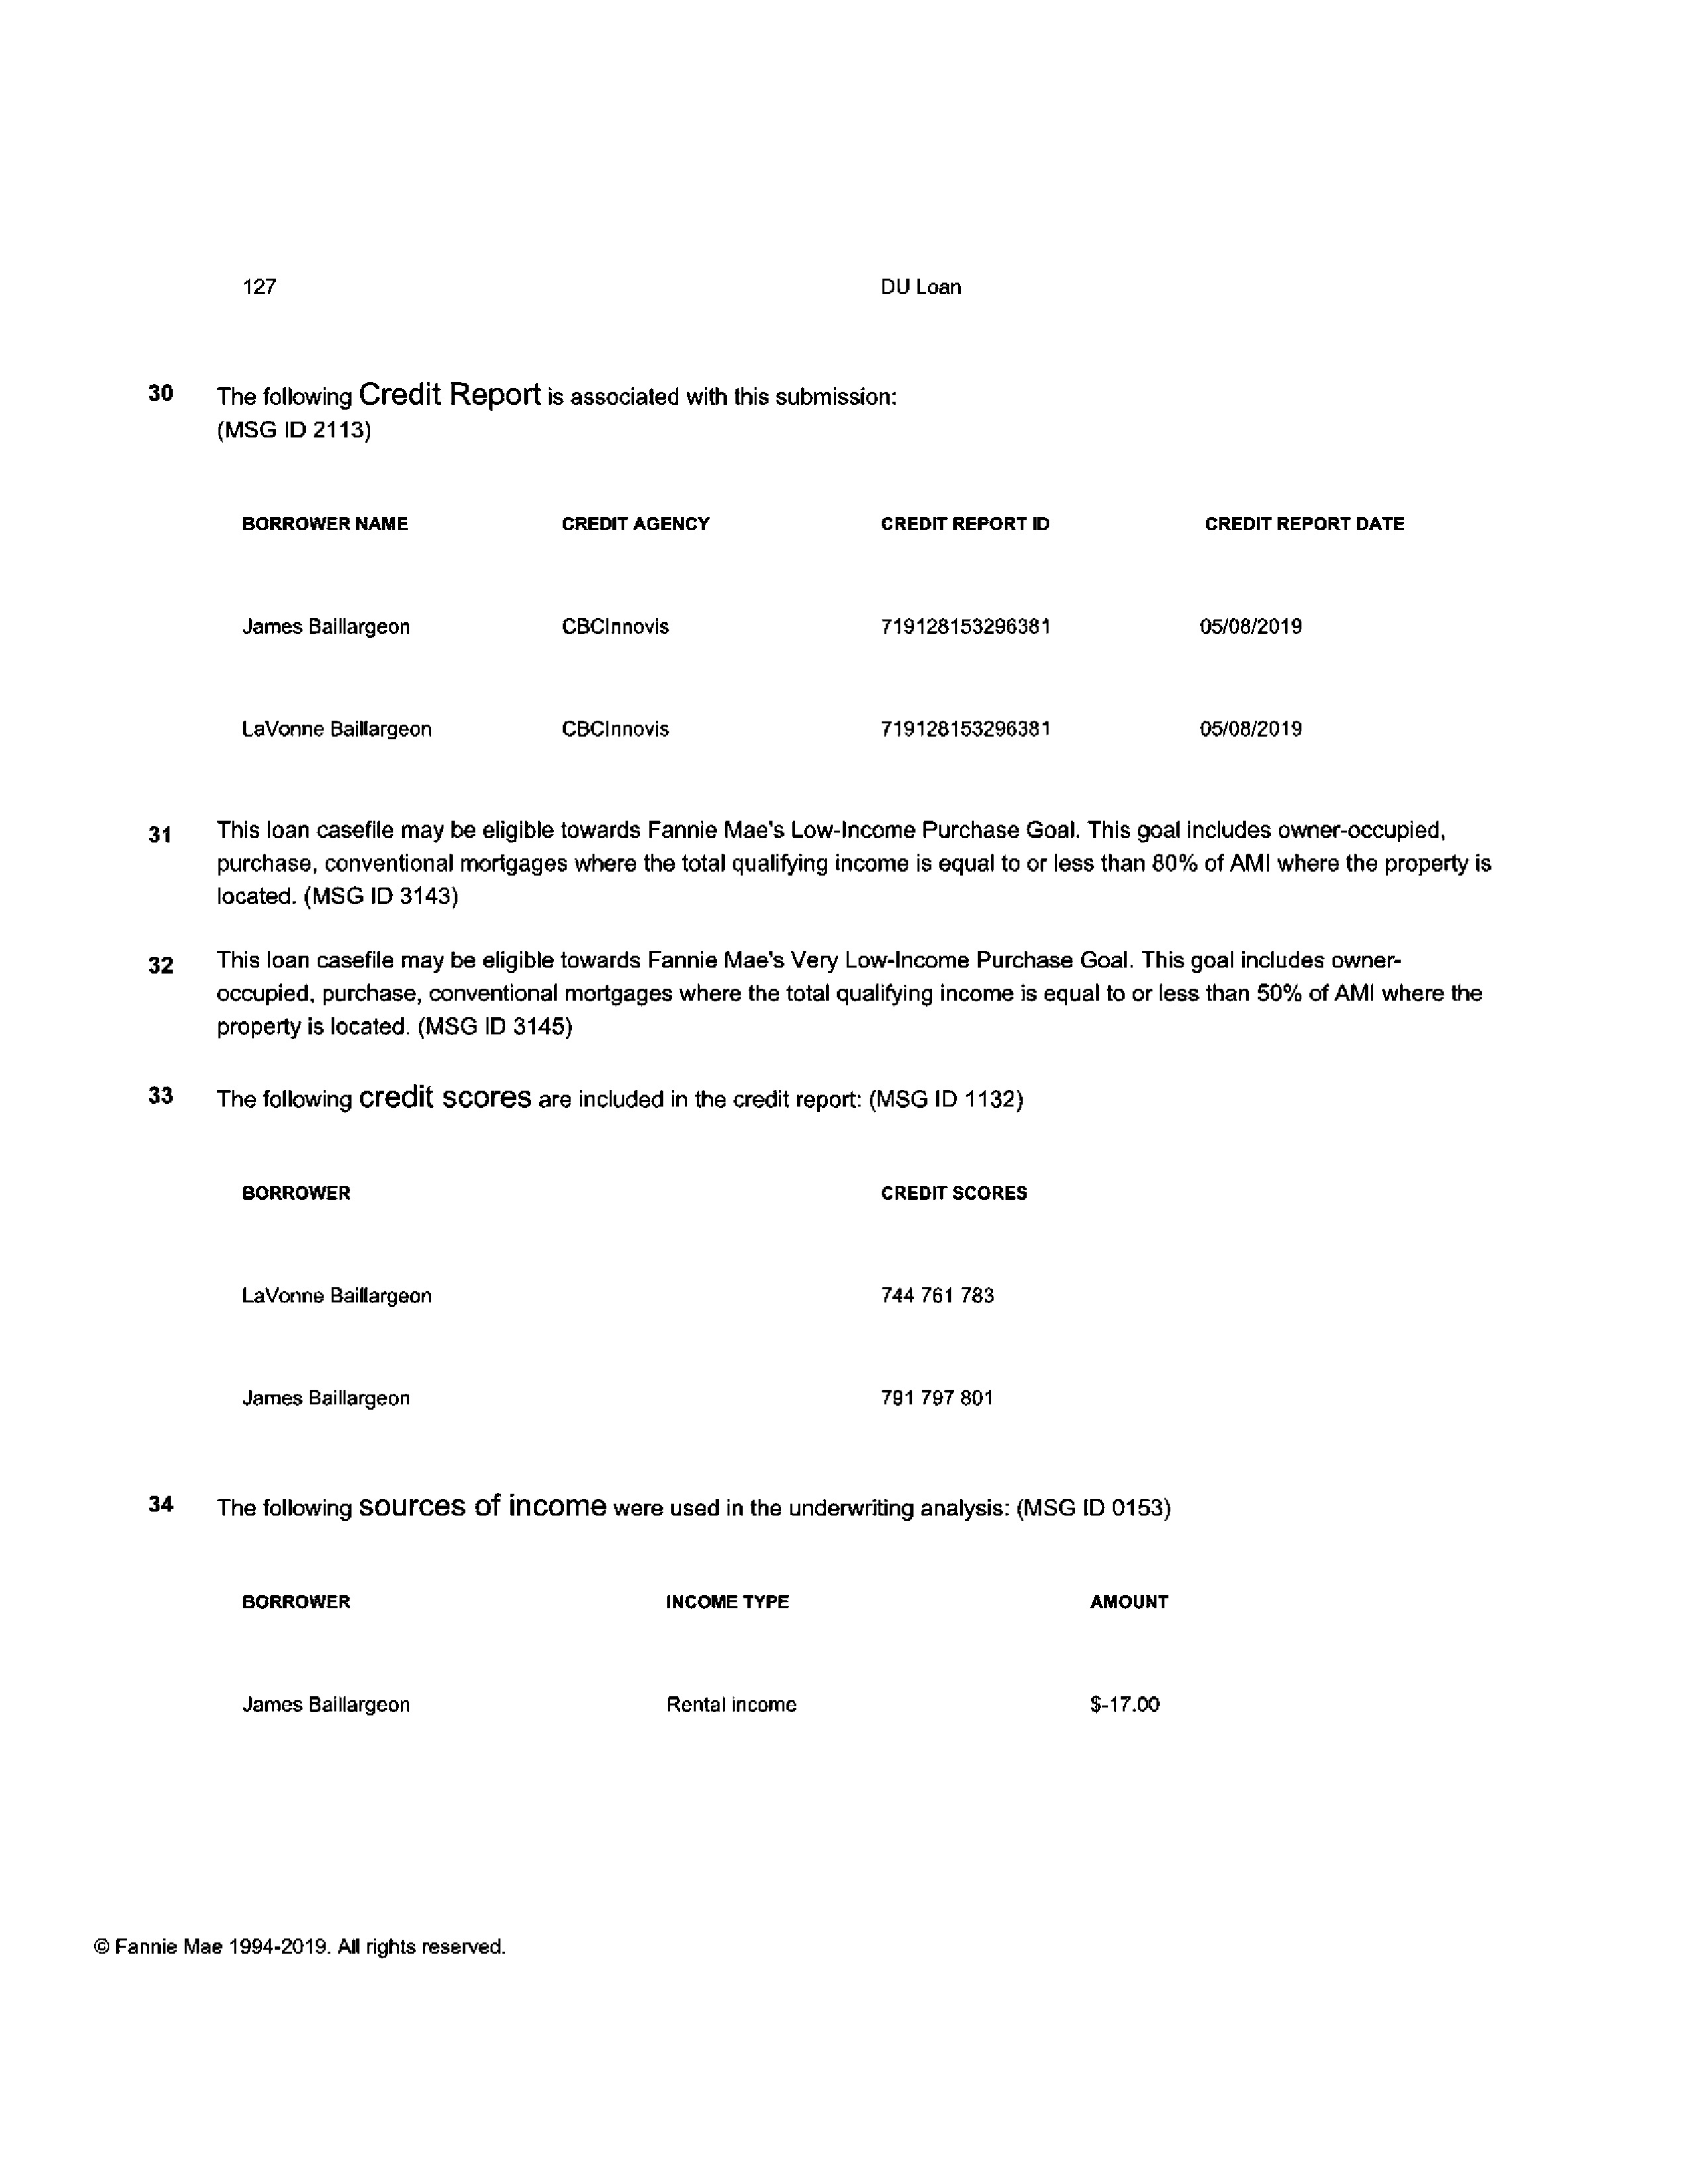 127 DU Loan
30 The following Credit Report is associated with this submission:
(MSG ID 2113)
BORROWER NAME CREDIT AGENCY CREDIT REPORT ID CREDIT REPORT DATE
James Baillargeon CBCInnovis 719128153296381 05/08/2019
LaVonne Baillargeon CBCInnovis 719128153296381 05/08/2019
31 This loan casefile may be eligible towards Fannie Mae's Low-Income Purchase Goal. This goal includes owner-occupied,
purchase, conventional mortgages where the total qualifying income is equal to or less than 80% of AMI where the property is
located. (MSG ID 3143)
32 This loan casefile may be eligible towards Fannie Mae's Very Low-Income Purchase Goal. This goal includes owner-
occupied, purchase, conventional mortgages where the total qualifying income is equal to or less than 50% of AMI where the
property is located. (MSG ID 3145)
33 The following credit scores are included in the credit report: (MSG ID 1132)
BORROWER CREDIT SCORES
LaVonne Baillargeon 744 761 783
James Baillargeon 791 797 801
34 The following sources of income were used in the underwriting analysis: (MSG ID 0153)
BORROWER INCOME TYPE AMOUNT
James Baillargeon Rental income $-17.00
© Fannie Mae 1994-2019. All rights reserved.